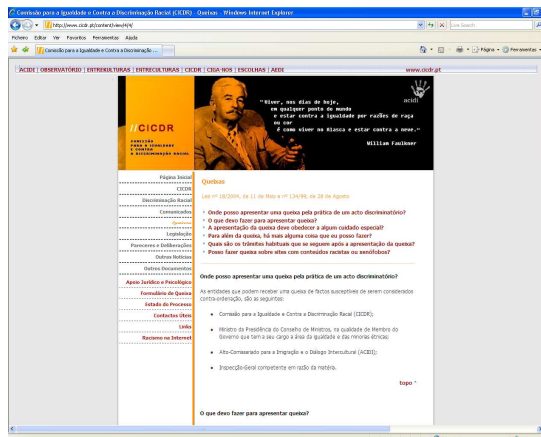 Comissão para a Igualdade e Contra a Discriminação Racial (CICDR) - Queixas - Windows Internet Explorer
http://www.cicdr.pt/content/view/4/4/
Live Search
Ficheiro Editar Ver Favoritos Ferramentas Ajuda
Comissão para a Igualdade e Contra a Discriminação ...
Página Ferramentas
ACIDI | OBSERVATÓRIO | ENTREKULTURAS | ENTRECULTURAS | CICDR | CIGA-NOS | ESCOLHAS | AEDI
www.cicdr.pt
//CICDR
COMISSÃO
PARA A IGUALDADE
E CONTRA
A DISCRIMINAÇÃO RACIAL
"Viver, nos dias de hoje,
em qualquer ponto do mundo
e estar contra a igualdade por razões de raça
ou cor
é como viver no Alasca e estar contra a neve."
William Faulkner
acidi
Página Inicial
CICDR
Discriminação Racial
Comunicados
Queixas
Legislação
Pareceres e Deliberações
Outras Notícias
Outros Documentos
Apoio Jurídico e Psicológico
Formulário de Queixa
Estado do Processo
Contactos Úteis
Links
Racismo na Internet
Queixas
Lei nº 18/2004, de 11 de Maio e nº 134/99, de 28 de Agosto
Onde posso apresentar uma queixa pela prática de um acto discriminatório?
O que devo fazer para apresentar queixa?
A apresentação da queixa deve obedecer a algum cuidado especial?
Para além da queixa, há mais alguma coisa que eu posso fazer?
Quais são os trâmites habituais que se seguem após a apresentação da queixa?
Posso fazer queixa sobre sites com conteúdos racistas ou xenófobos?
Onde posso apresentar uma queixa pela prática de um acto discriminatório?
As entidades que podem receber uma queixa de factos susceptíveis de serem considerados
contra-ordenação, são as seguintes:
Comissão para a Igualdade e Contra a Discriminação Racial (CICDR);
Ministro da Presidência do Conselho de Ministros, na qualidade de Membro do
Governo que tem a seu cargo a área da igualdade e das minorias étnicas;
Alto-Comissariado para a Imigração e o Diálogo Intercultural (ACIDI);
Inspecção-Geral competente em razão da matéria.
topo ^
O que devo fazer para apresentar queixa?